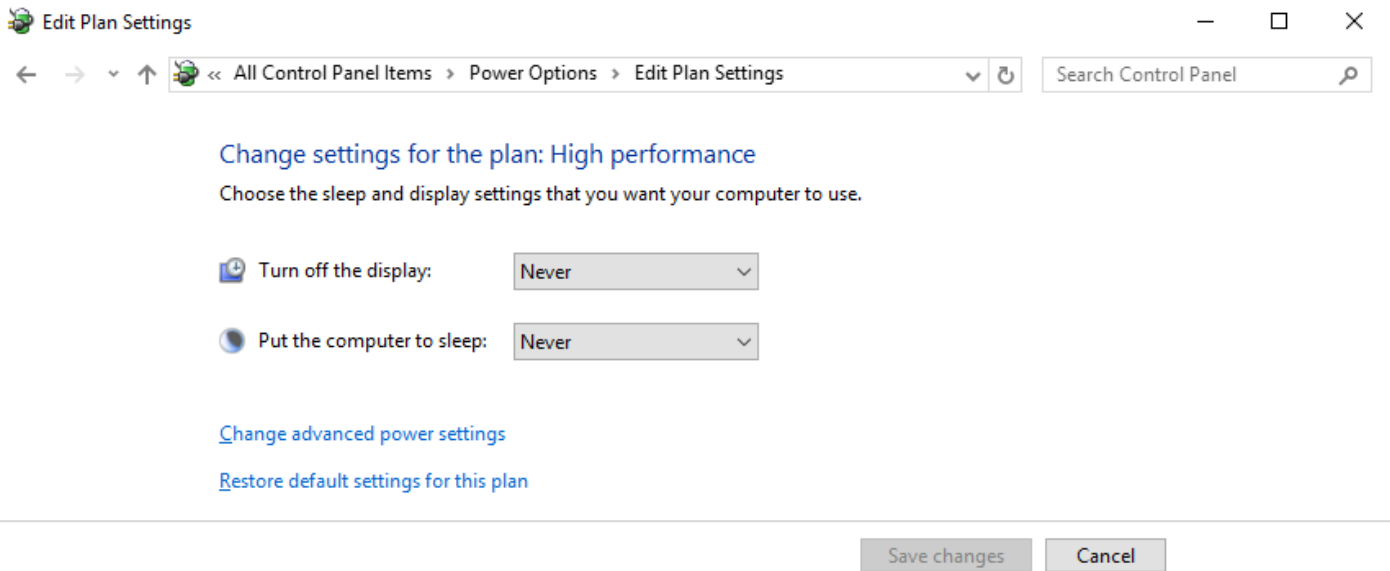 Edit Plan Settings
« All Control Panel Items > Power Options > Edit Plan Settings
Search Control Panel
Change settings for the plan: High performance
Choose the sleep and display settings that you want your computer to use.
Turn off the display: Never
Put the computer to sleep: Never
Change advanced power settings
Restore default settings for this plan
Save changes Cancel